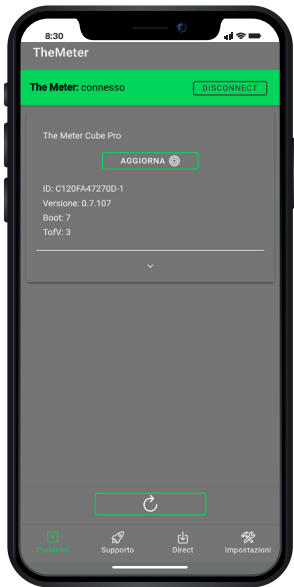 8:30
TheMeter
The Meter: connesso DISCONNECT
The Meter Cube Pro
AGGIORNA
ID: C120FA47270D-1
Versione: 0.7.107
Boot: 7
TofV: 3
TheMeter Supporto Direct Impostazioni